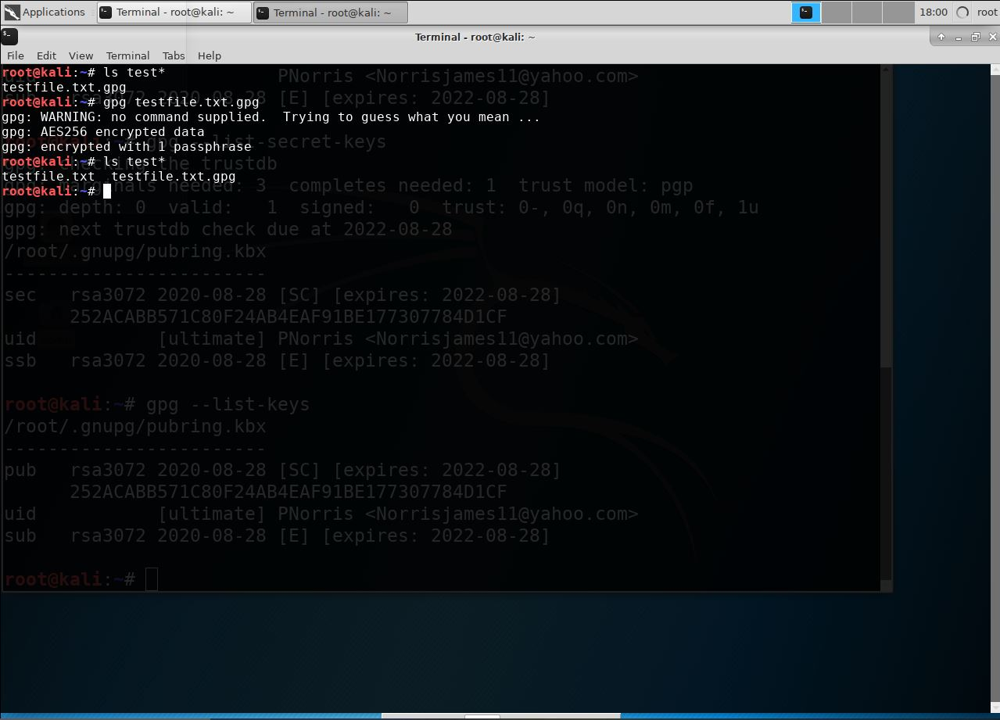 Applications Terminal - root@kali: ~ Terminal - root@kali: ~ 18:00 root
Terminal - root@kali: ~
File Edit View Terminal Tabs Help
root@kali:~# ls test*
testfile.txt.gpg
root@kali:~# gpg testfile.txt.gpg
gpg: WARNING: no command supplied.  Trying to guess what you mean ...
gpg: AES256 encrypted data
gpg: encrypted with 1 passphrase
root@kali:~# ls test*
testfile.txt  testfile.txt.gpg
root@kali:~#
uid PNorris <Norrisjames11@yahoo.com>
sub rsa3072 2020-08-28 [E] [expires: 2022-08-28]
gpg --list-secret-keys
gpg: checking the trustdb
gpg: marginals needed: 3  completes needed: 1  trust model: pgp
gpg: depth: 0  valid:   1  signed:   0  trust: 0-, 0q, 0n, 0m, 0f, 1u
gpg: next trustdb check due at 2022-08-28
/root/.gnupg/pubring.kbx
------------------------
sec   rsa3072 2020-08-28 [SC] [expires: 2022-08-28]
252ACABB571C80F24AB4EAF91BE177307784D1CF
uid           [ultimate] PNorris <Norrisjames11@yahoo.com>
ssb   rsa3072 2020-08-28 [E] [expires: 2022-08-28]
root@kali:~# gpg --list-keys
/root/.gnupg/pubring.kbx
------------------------
pub   rsa3072 2020-08-28 [SC] [expires: 2022-08-28]
252ACABB571C80F24AB4EAF91BE177307784D1CF
uid           [ultimate] PNorris <Norrisjames11@yahoo.com>
sub   rsa3072 2020-08-28 [E] [expires: 2022-08-28]
root@kali:~#